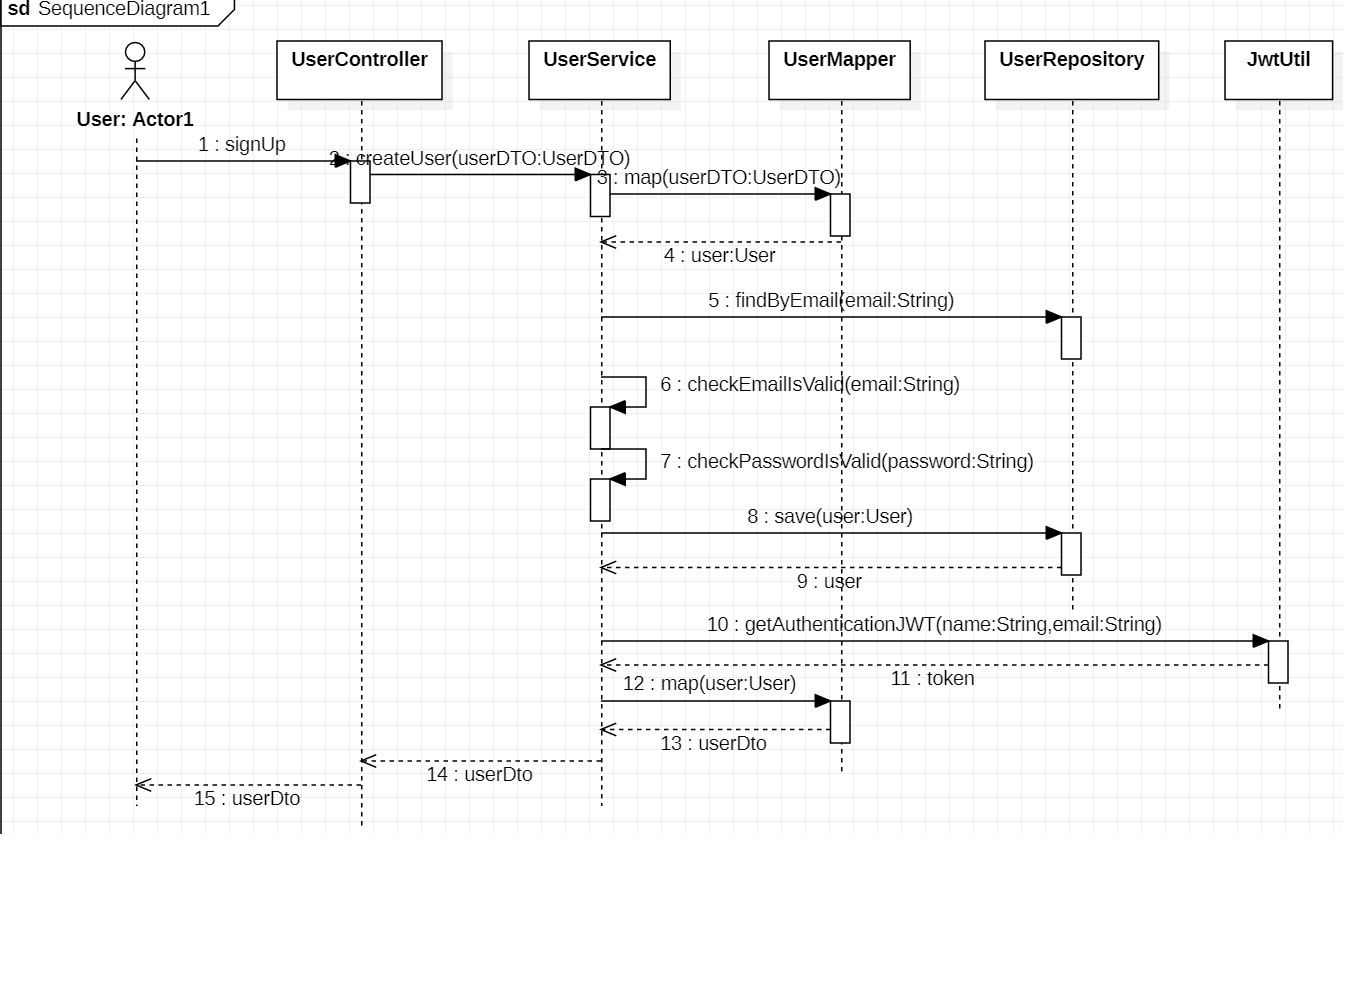 sd SequenceDiagram1
UserController
UserService
UserMapper
UserRepository
JwtUtil
User: Actor1
1 : signUp
2 : createUser(userDTO:UserDTO)
3 : map(userDTO:UserDTO)
4 : user:User
5 : findByEmail(email:String)
6 : checkEmailIsValid(email:String)
7 : checkPasswordIsValid(password:String)
8 : save(user:User)
9 : user
10 : getAuthenticationJWT(name:String,email:String)
11 : token
12 : map(user:User)
13 : userDto
14 : userDto
15 : userDto